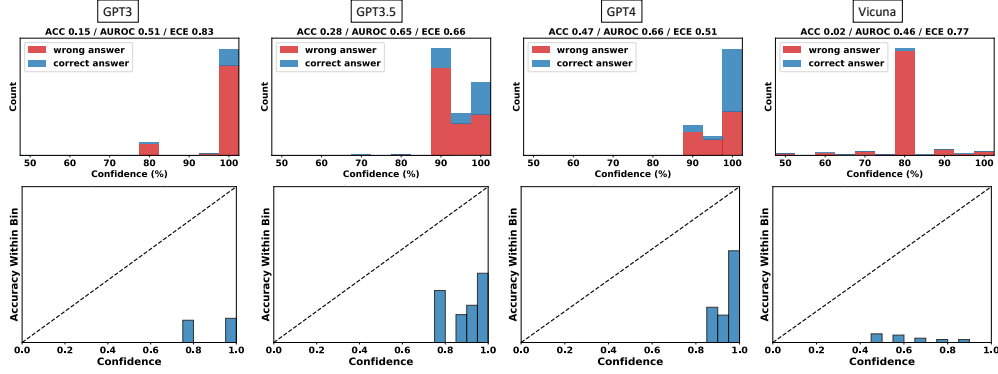 GPT3
GPT3.5
GPT4
Vicuna
ACC 0.15 / AUROC 0.51 / ECE 0.83
ACC 0.28 / AUROC 0.65 / ECE 0.66
ACC 0.47 / AUROC 0.66 / ECE 0.51
ACC 0.02 / AUROC 0.46 / ECE 0.77
wrong answer
correct answer
wrong answer
correct answer
wrong answer
correct answer
wrong answer
correct answer
Count
Count
Count
Count
50 60 70 80 90 100
50 60 70 80 90 100
50 60 70 80 90 100
50 60 70 80 90 100
Confidence (%)
Confidence (%)
Confidence (%)
Confidence (%)
Accuracy Within Bin
Accuracy Within Bin
Accuracy Within Bin
Accuracy Within Bin
0.0 0.2 0.4 0.6 0.8 1.0
0.0 0.2 0.4 0.6 0.8 1.0
0.0 0.2 0.4 0.6 0.8 1.0
0.0 0.2 0.4 0.6 0.8 1.0
Confidence
Confidence
Confidence
Confidence